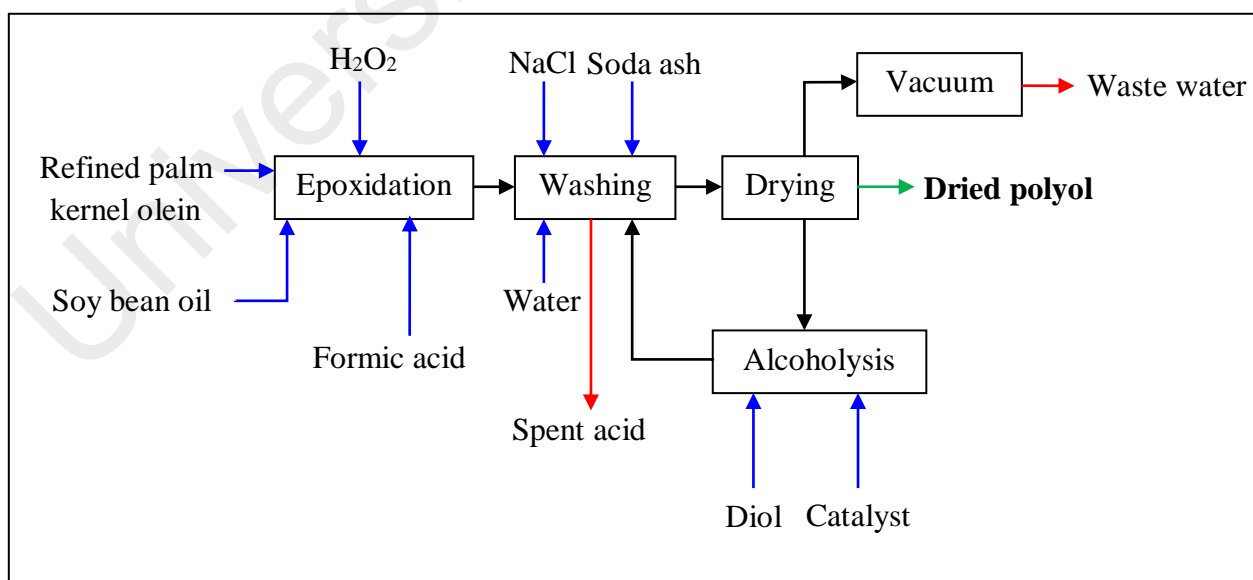 H₂O₂
NaCl
Soda ash
Vacuum
Waste water
Refined palm
kernel olein
Epoxidation
Washing
Drying
Dried polyol
Soy bean oil
Water
Formic acid
Alcoholysis
Spent acid
Diol
Catalyst
Univers